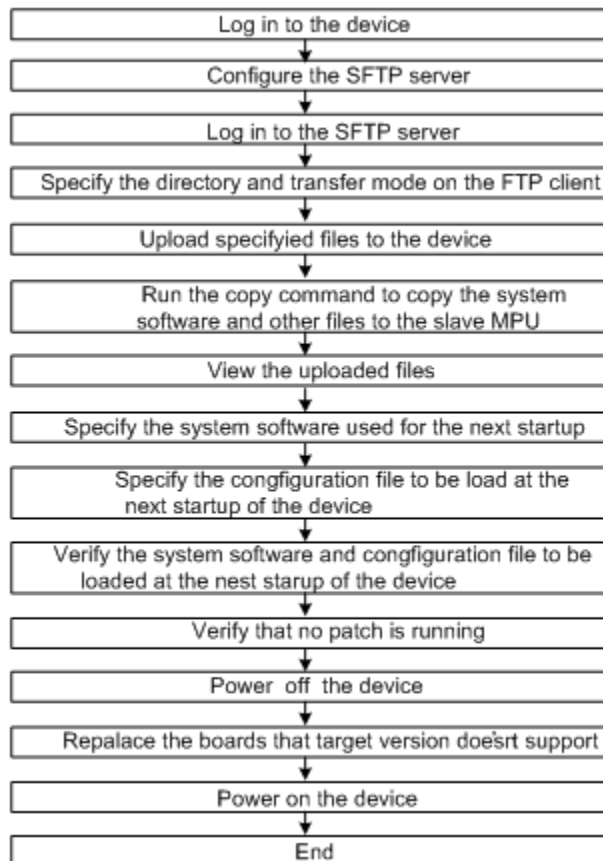 Log in to the device
Configure the SFTP server
Log in to the SFTP server
Specify the directory and transfer mode on the FTP client
Upload specifyied files to the device
Run the copy command to copy the system
software and other files to the slave MPU
View the uploaded files
Specify the system software used for the next startup
Specify the congfiguration file to be load at the
next startup of the device
Verify the system software and congfiguration file to be
loaded at the nest starup of the device
Verify that no patch is running
Power off the device
Repalace the boards that target version doe'srt support
Power on the device
End